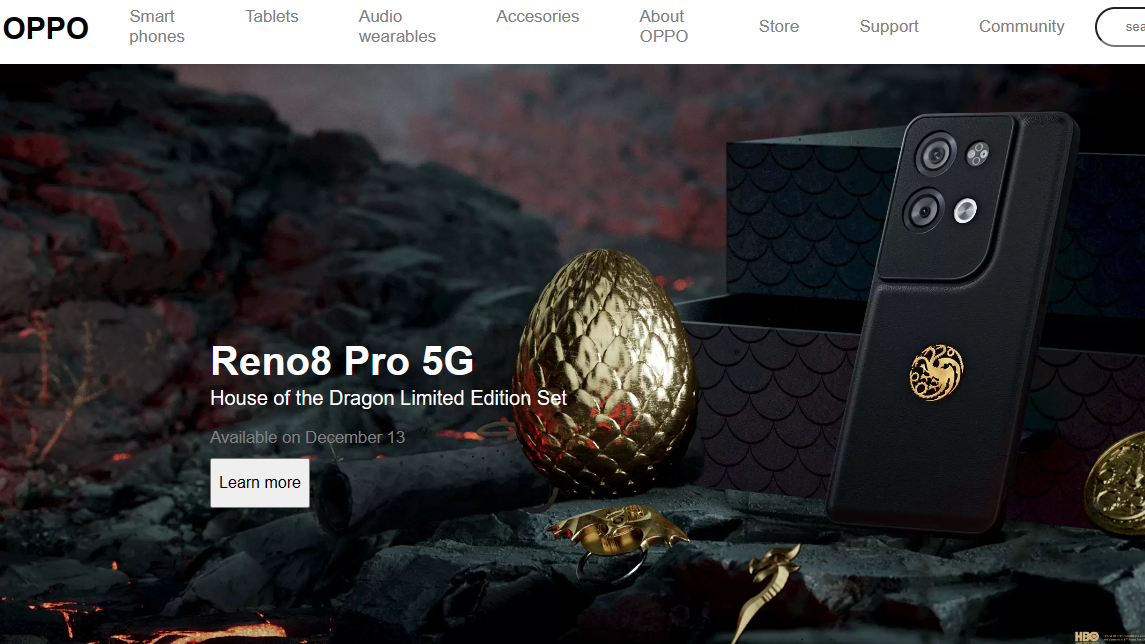 OPPO
Smart
phones
Tablets
Audio
wearables
Accesories
About
OPPO
Store
Support
Community
Reno8 Pro 5G
House of the Dragon Limited Edition Set
Available on December 13
Learn more
HBO